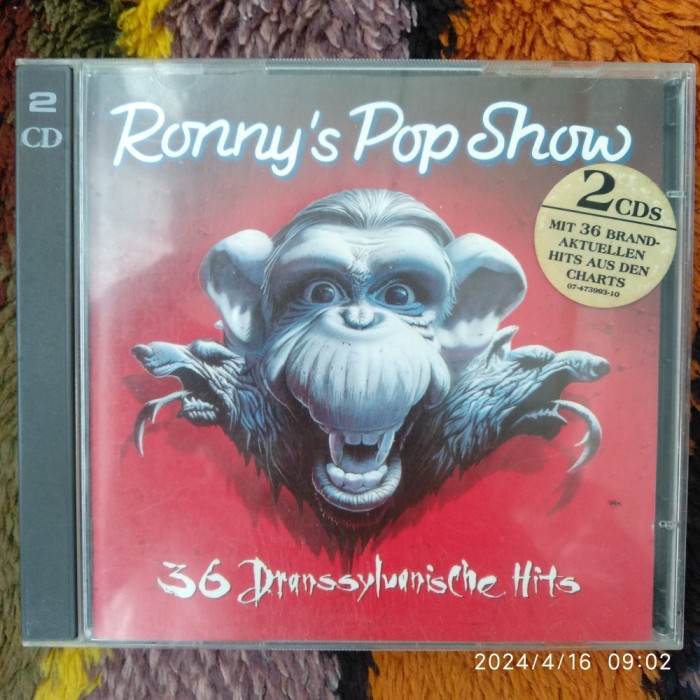 2
CD
Ronny's Pop Show
2 CDs
MIT 36 BRAND-
AKTUELLEN
HITS AUS DEN
CHARTS
07-473993-10
36 Dranssylvanische Hits
2024/4/16 09:02